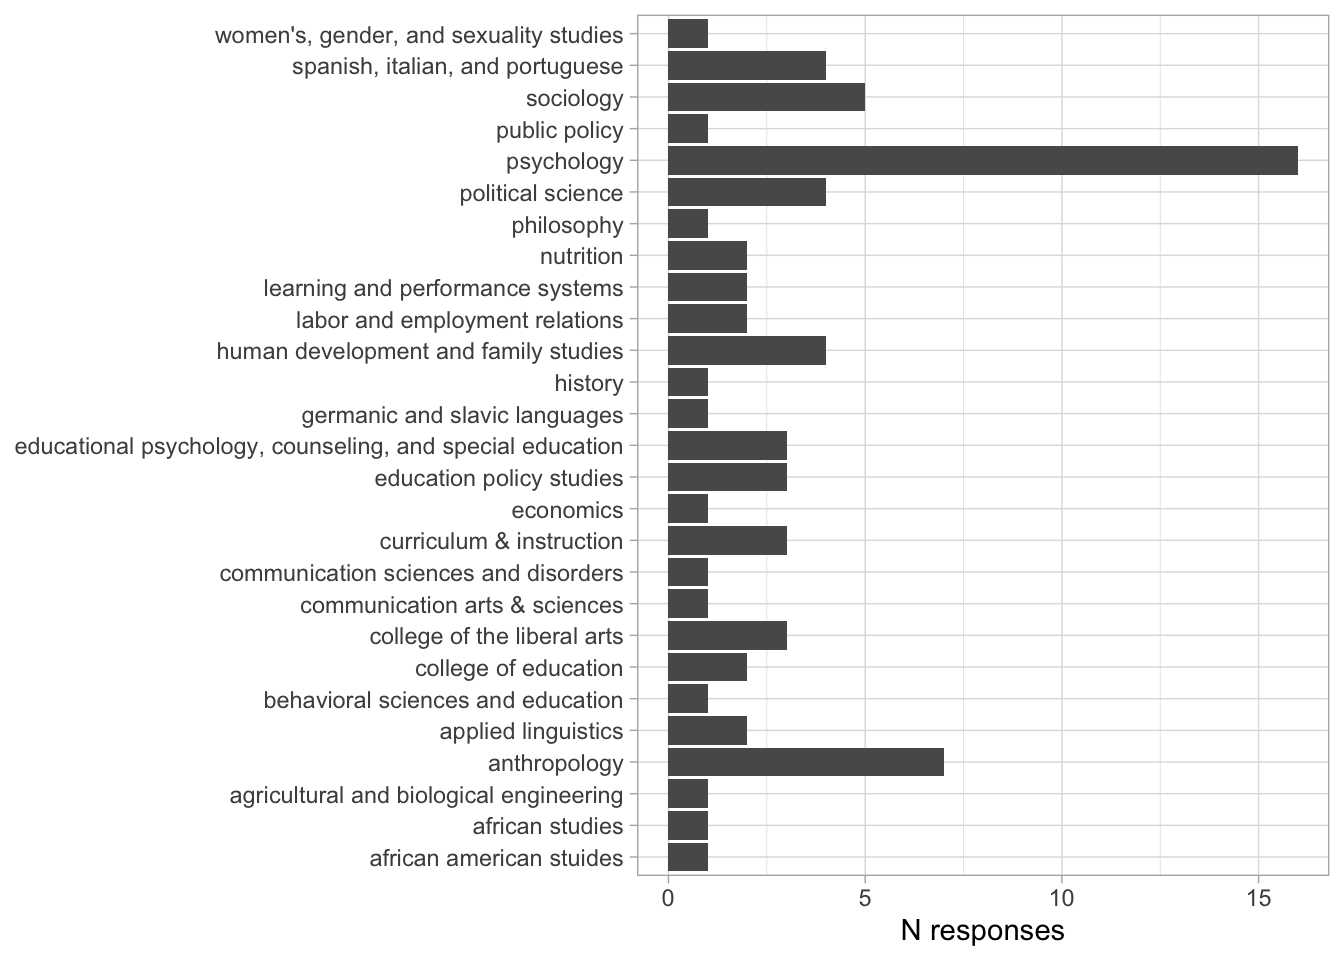 women's, gender, and sexuality studies
spanish, italian, and portuguese
sociology
public policy
psychology
political science
philosophy
nutrition
learning and performance systems
labor and employment relations
human development and family studies
history
germanic and slavic languages
educational psychology, counseling, and special education
education policy studies
economics
curriculum & instruction
communication sciences and disorders
communication arts & sciences
college of the liberal arts
college of education
behavioral sciences and education
applied linguistics
anthropology
agricultural and biological engineering
african studies
african american stuides
0 5 10 15
N responses